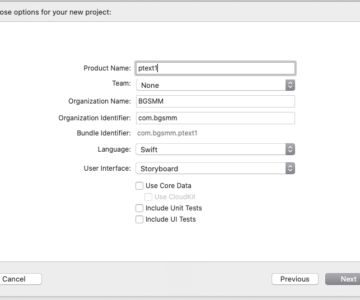 ose options for your new project:
Product Name: ptext1
Team: None
Organization Name: BGSMM
Organization Identifier: com.bgsmm
Bundle Identifier: com.bgsmm.ptext1
Language: Swift
User Interface: Storyboard
Use Core Data
Use CloudKit
Include Unit Tests
Include UI Tests
Cancel Previous Next